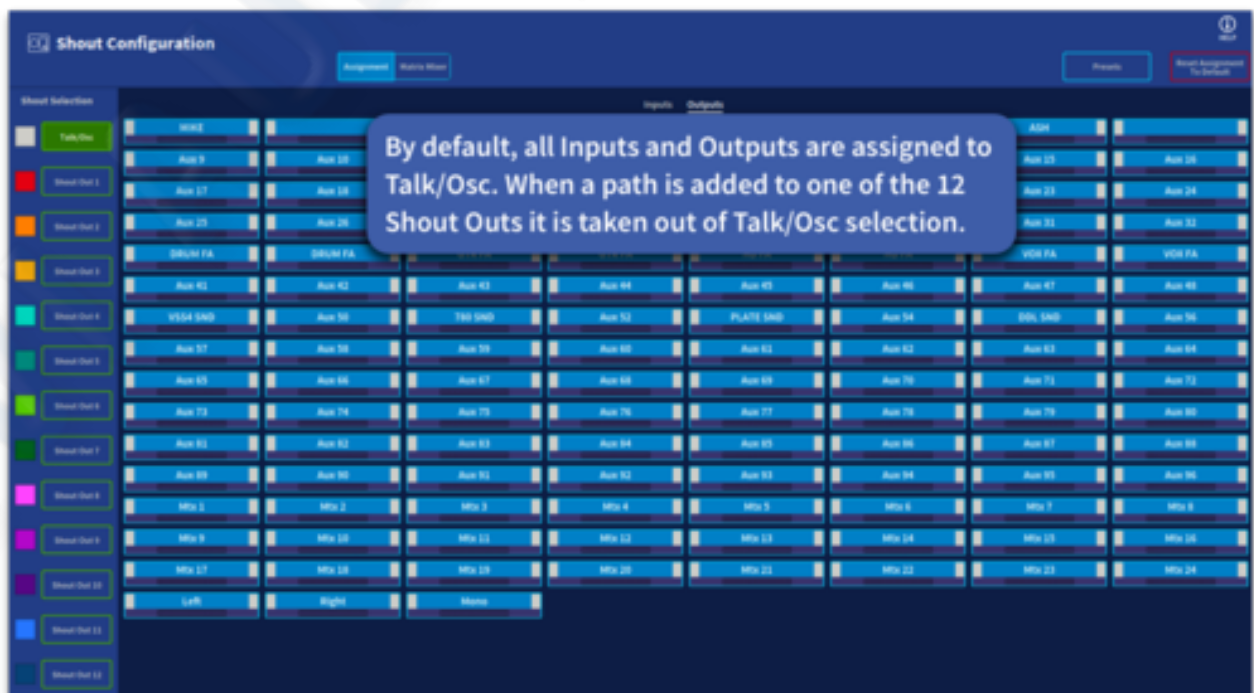 HELP
Shout Configuration
Assignment Matrix Mixer Presets Reset Assignment
To Default
Shout Selection Inputs Outputs
Talk/Osc MIKE ASH
By default, all Inputs and Outputs are assigned to
Talk/Osc. When a path is added to one of the 12
Shout Outs it is taken out of Talk/Osc selection.
Aux 9 Aux 10 Aux 15 Aux 16
Shout Out 1 Aux 17 Aux 18 Aux 23 Aux 24
Shout Out 2 Aux 25 Aux 26 Aux 31 Aux 32
DRUM FA DRUM FA VOX FA VOX FA
Shout Out 3 Aux 41 Aux 42 Aux 43 Aux 44 Aux 45 Aux 46 Aux 47 Aux 48
Shout Out 4 VSS4 SND Aux 50 T80 SND Aux 52 PLATE SND Aux 54 DDL SND Aux 56
Shout Out 5 Aux 57 Aux 58 Aux 59 Aux 60 Aux 61 Aux 62 Aux 63 Aux 64
Aux 65 Aux 66 Aux 67 Aux 68 Aux 69 Aux 70 Aux 71 Aux 72
Shout Out 6 Aux 73 Aux 74 Aux 75 Aux 76 Aux 77 Aux 78 Aux 79 Aux 80
Shout Out 7 Aux 81 Aux 82 Aux 83 Aux 84 Aux 85 Aux 86 Aux 87 Aux 88
Aux 89 Aux 90 Aux 91 Aux 92 Aux 93 Aux 94 Aux 95 Aux 96
Shout Out 8 Mtx 1 Mtx 2 Mtx 3 Mtx 4 Mtx 5 Mtx 6 Mtx 7 Mtx 8
Shout Out 9 Mtx 9 Mtx 10 Mtx 11 Mtx 12 Mtx 13 Mtx 14 Mtx 15 Mtx 16
Shout Out 10 Mtx 17 Mtx 18 Mtx 19 Mtx 20 Mtx 21 Mtx 22 Mtx 23 Mtx 24
Left Right Mono
Shout Out 11
Shout Out 12